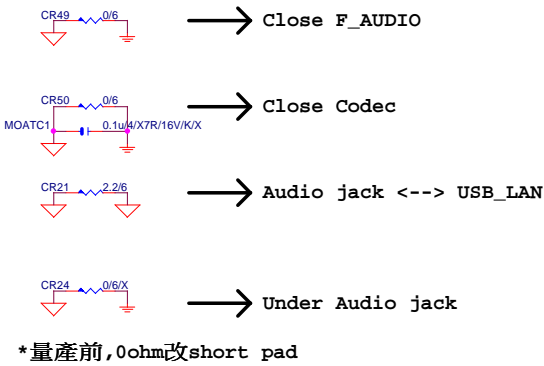 CR49 0/6 Close F_AUDIO
CR50 0/6 Close Codec
MOATC1 0.1u/4/X7R/16V/K/X
CR21 2.2/6 Audio jack <--> USB_LAN
CR24 0/6/X Under Audio jack
*量產前,0ohm改short pad